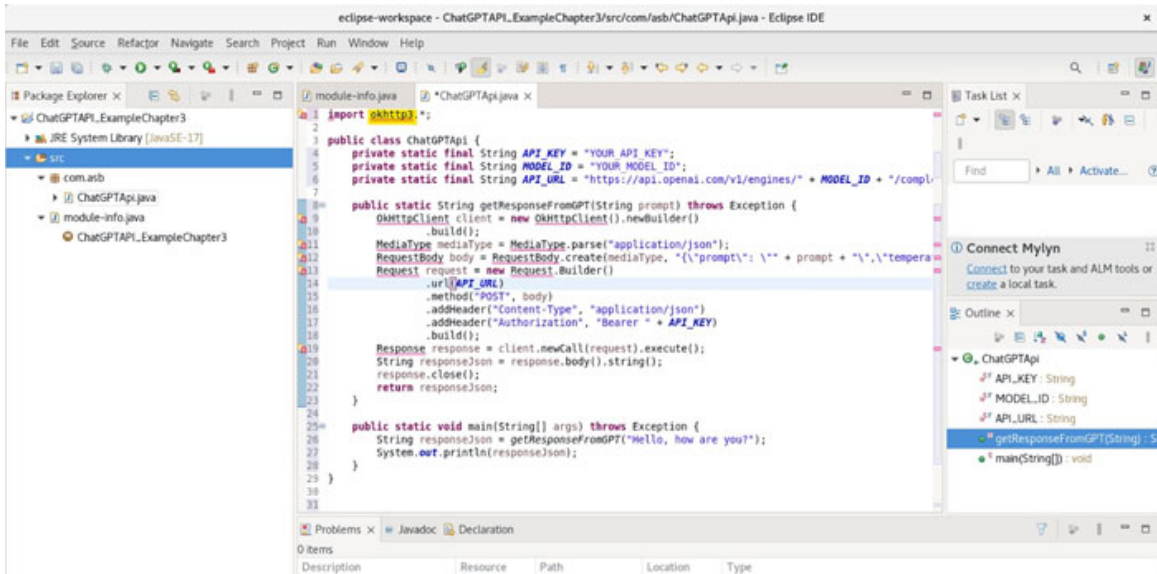 eclipse-workspace - ChatGPTAPI_ExampleChapter3/src/com/asb/ChatGPTApi.java - Eclipse IDE
File Edit Source Refactor Navigate Search Project Run Window Help
Package Explorer
ChatGPTAPI_ExampleChapter3
JRE System Library [JavaSE-17]
src
com.asb
ChatGPTApi.java
module-info.java
ChatGPTAPI_ExampleChapter3
module-info.java
*ChatGPTApi.java
1 import okhttp3.*;
2
3 public class ChatGPTApi {
4 private static final String API_KEY = "YOUR_API_KEY";
5 private static final String MODEL_ID = "YOUR_MODEL_ID";
6 private static final String API_URL = "https://api.openai.com/v1/engines/" + MODEL_ID + "/comple
7
8 public static String getResponseFromGPT(String prompt) throws Exception {
9 OkHttpClient client = new OkHttpClient().newBuilder()
10 .build();
11 MediaType mediaType = MediaType.parse("application/json");
12 RequestBody body = RequestBody.create(mediaType, "{\"prompt\": \"" + prompt + "\",\"tempera
13 Request request = new Request.Builder()
14 .url(API_URL)
15 .method("POST", body)
16 .addHeader("Content-Type", "application/json")
17 .addHeader("Authorization", "Bearer " + API_KEY)
18 .build();
19 Response response = client.newCall(request).execute();
20 String responseJson = response.body().string();
21 response.close();
22 return responseJson;
23 }
24
25 public static void main(String[] args) throws Exception {
26 String responseJson = getResponseFromGPT("Hello, how are you?");
27 System.out.println(responseJson);
28 }
29 }
30
31
Task List
Find All Activate...
Connect Mylyn
Connect to your task and ALM tools or
create a local task.
Outline
ChatGPTApi
API_KEY : String
MODEL_ID : String
API_URL : String
getResponseFromGPT(String) : S
main(String[]) : void
Problems Javadoc Declaration
0 items
Description Resource Path Location Type